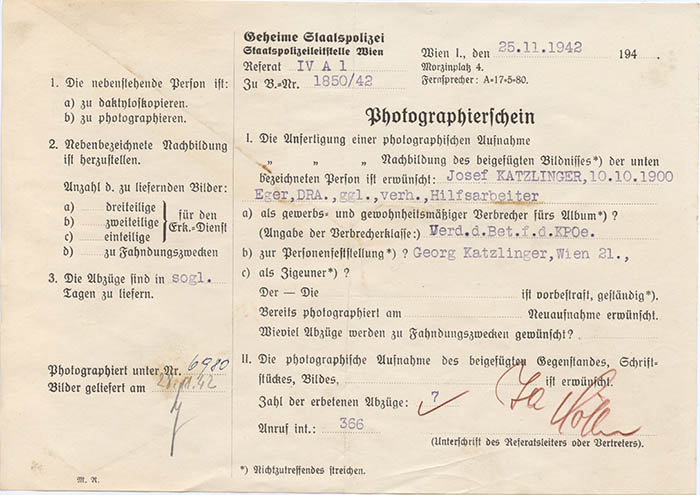 Geheime Staatspolizei
Staatspolizeileitstelle Wien
Referat IV A 1
Zu B.=Nr. 1850/42
Wien I., den 25.11.1942 194
Morzinplatz 4.
Fernsprecher: A=17=5=80.
1. Die nebenstehende Person ist:
a) zu daktyloskopieren.
b) zu photographieren.
2. Nebenbezeichnete Nachbildung
ist herzustellen.
Anzahl d. zu liefernden Bilder:
a) dreiteilige
b) zweiteilige
c) einteilige
für den
Erk.=Dienst
d) zu Fahndungszwecken
3. Die Abzüge sind in sogl.
Tagen zu liefern.
Photographiert unter Nr. 6980
Bilder geliefert am
M. R.
Photographierschein
I. Die Anfertigung einer photographischen Aufnahme
„ „ „ Nachbildung des beigefügten Bildnisses*) der unten
bezeichneten Person ist erwünscht: Josef KATZLINGER,10.10.1900
Eger,DRA.,ggl.,verh.,Hilfsarbeiter
a) als gewerbs= und gewohnheitsmäßiger Verbrecher fürs Album*) ?
(Angabe der Verbrecherklasse:) Verd.d.Bet.f.d.KPOe.
b) zur Personenfeststellung*) ? Georg Katzlinger,Wien 21.,
c) als Zigeuner*) ?
Der — Die ist vorbestraft, geständig*).
Bereits photographiert am Neuaufnahme erwünscht.
Wieviel Abzüge werden zu Fahndungszwecken gewünscht?
II. Die photographische Aufnahme des beigefügten Gegenstandes, Schrift=
stückes, Bildes, ist erwünscht.
Zahl der erbetenen Abzüge: 7
Anruf int.: 366
(Unterschrift des Referatsleiters oder Vertreters).
*) Nichtzutreffendes streichen.